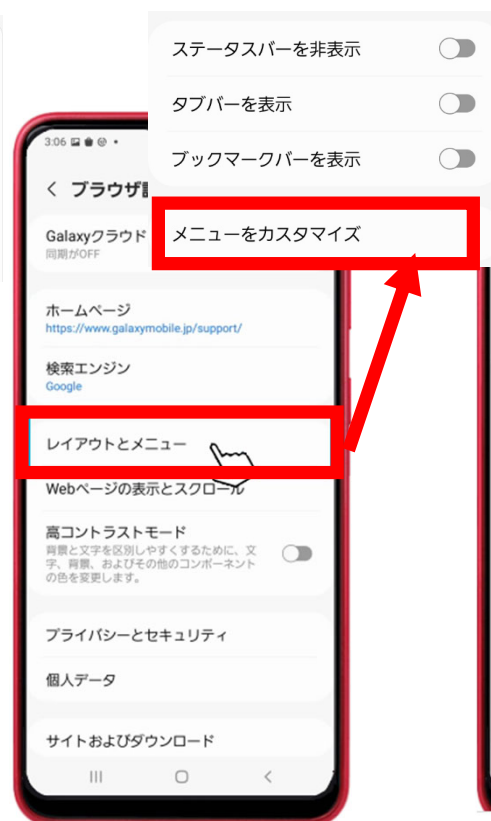 ステータスバーを非表示
タブバーを表示
ブックマークバーを表示
メニューをカスタマイズ
3:06
ブラウザ
Galaxyクラウド
同期がOFF
ホームページ
https://www.galaxymobile.jp/support/
検索エンジン
Google
レイアウトとメニュー
Webページの表示とスクロール
高コントラストモード
背景と文字を区別しやすくするために、文
字、背景、およびその他のコンポーネント
の色を変更します。
プライバシーとセキュリティ
個人データ
サイトおよびダウンロード